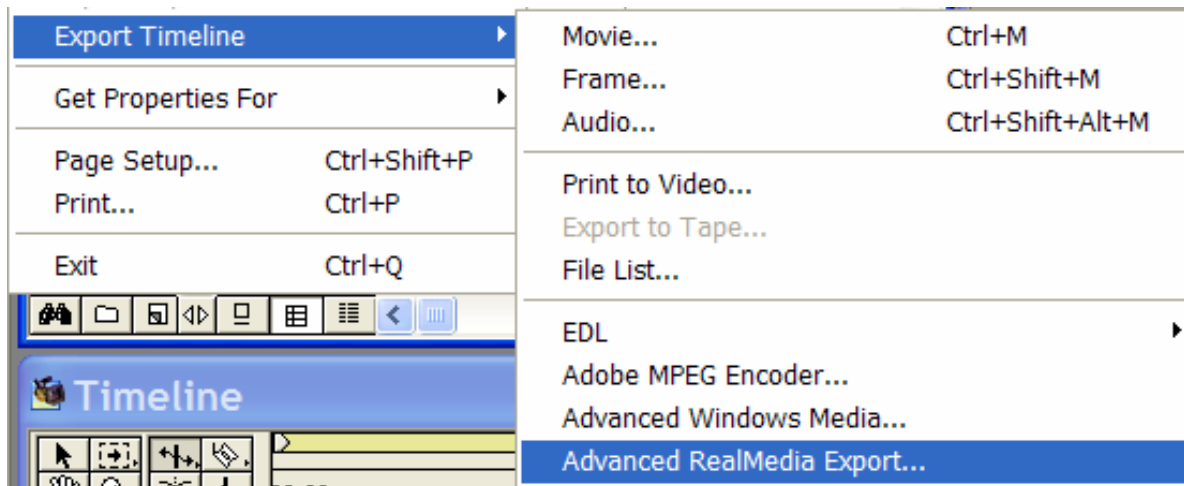 Export Timeline
Get Properties For
Page Setup... Ctrl+Shift+P
Print... Ctrl+P
Exit Ctrl+Q
Movie... Ctrl+M
Frame... Ctrl+Shift+M
Audio... Ctrl+Shift+Alt+M
Print to Video...
Export to Tape...
File List...
EDL
Adobe MPEG Encoder...
Advanced Windows Media...
Advanced RealMedia Export...
Timeline